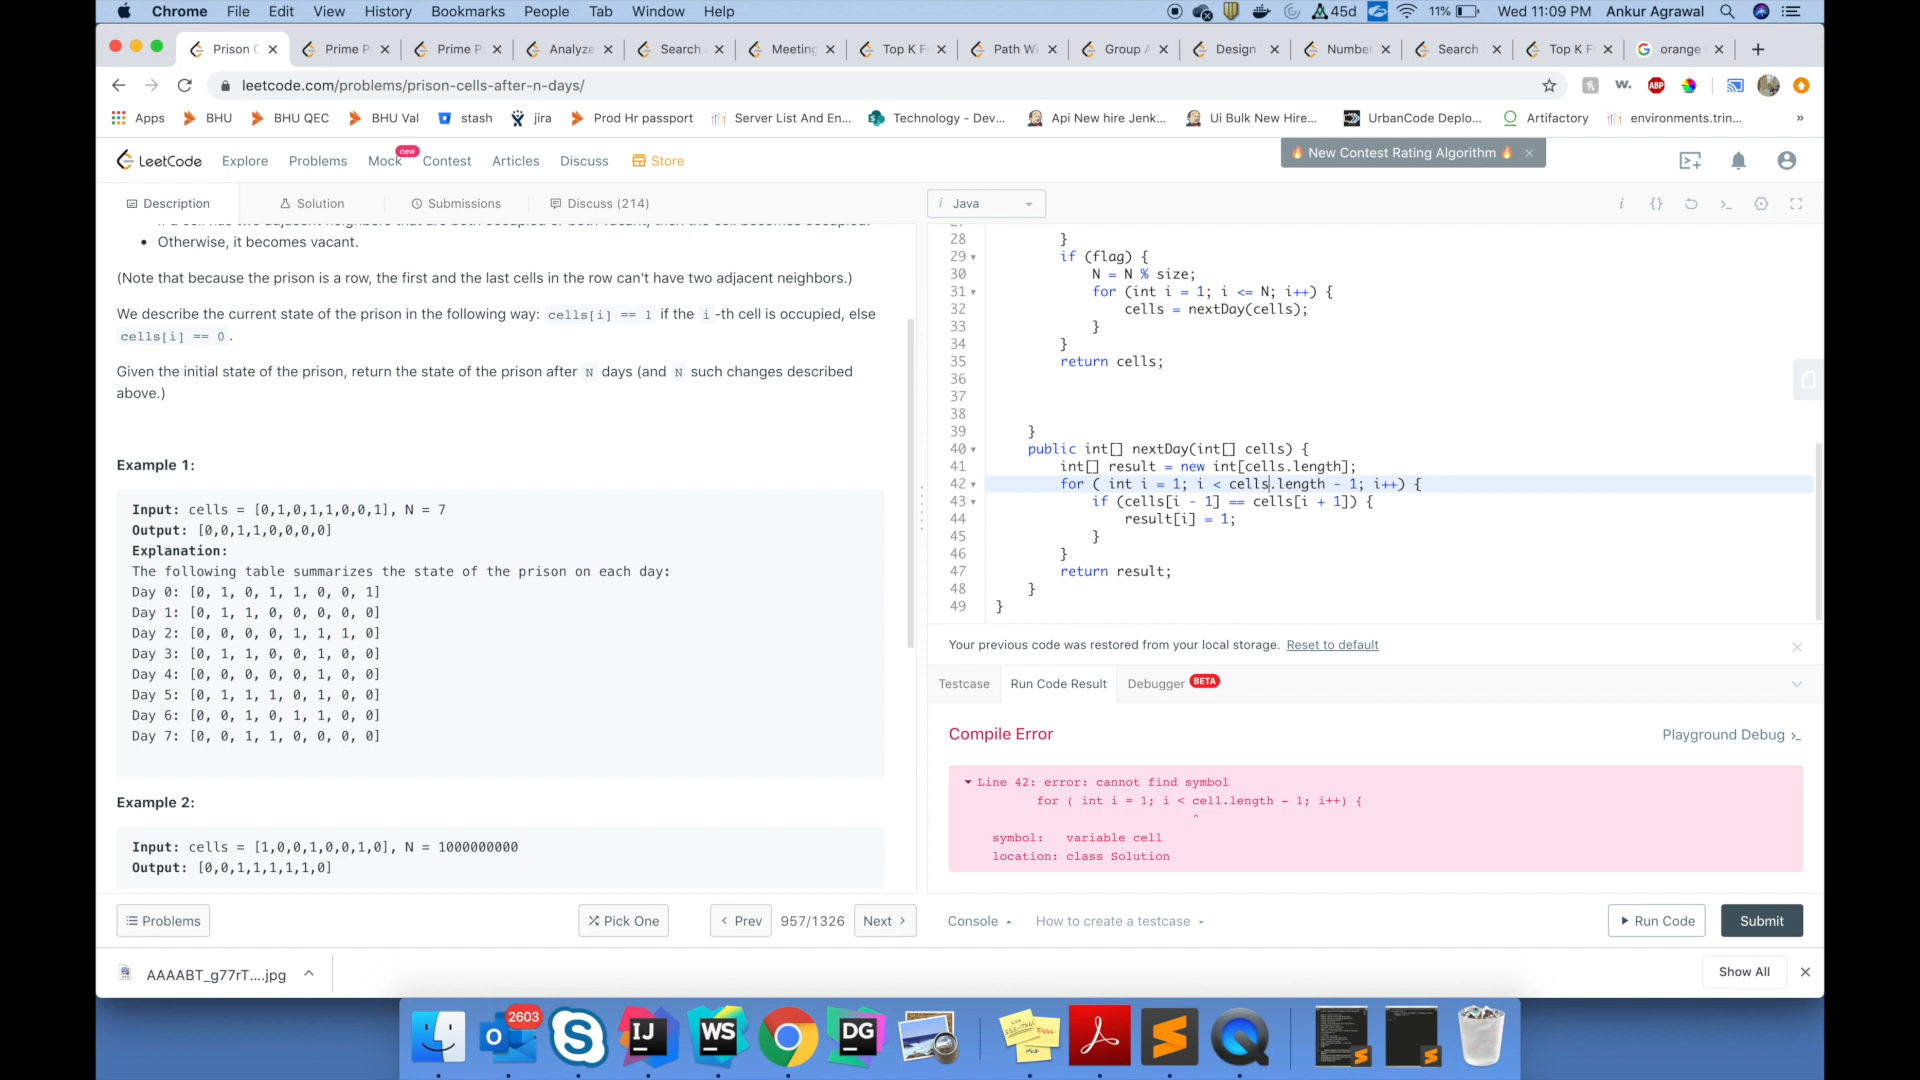 Chrome File Edit View History Bookmarks People Tab Window Help 45d 11% Wed 11:09 PM Ankur Agrawal
Prison C Prime P Prime P Analyze Search Meeting Top K F Path Wi Group A Design Number Search Top K F orange
leetcode.com/problems/prison-cells-after-n-days/ W. ABP
Apps BHU BHU QEC BHU Val stash jira Prod Hr passport Server List And En... Technology - Dev... Api New hire Jenk... Ui Bulk New Hire... UrbanCode Deplo... Artifactory environments.trin... »
LeetCode Explore Problems Mock new Contest Articles Discuss Store 🔥 New Contest Rating Algorithm 🔥
Description Solution Submissions Discuss (214)
• Otherwise, it becomes vacant.
(Note that because the prison is a row, the first and the last cells in the row can't have two adjacent neighbors.)
We describe the current state of the prison in the following way: cells[i] == 1 if the i -th cell is occupied, else
cells[i] == 0 .
Given the initial state of the prison, return the state of the prison after N days (and N such changes described
above.)
Example 1:
Input: cells = [0,1,0,1,1,0,0,1], N = 7
Output: [0,0,1,1,0,0,0,0]
Explanation:
The following table summarizes the state of the prison on each day:
Day 0: [0, 1, 0, 1, 1, 0, 0, 1]
Day 1: [0, 1, 1, 0, 0, 0, 0, 0]
Day 2: [0, 0, 0, 0, 1, 1, 1, 0]
Day 3: [0, 1, 1, 0, 0, 1, 0, 0]
Day 4: [0, 0, 0, 0, 0, 1, 0, 0]
Day 5: [0, 1, 1, 1, 0, 1, 0, 0]
Day 6: [0, 0, 1, 0, 1, 1, 0, 0]
Day 7: [0, 0, 1, 1, 0, 0, 0, 0]
Example 2:
Input: cells = [1,0,0,1,0,0,1,0], N = 1000000000
Output: [0,0,1,1,1,1,1,0]
Problems Pick One Prev 957/1326 Next
i Java
28 }
29 if (flag) {
30 N = N % size;
31 for (int i = 1; i <= N; i++) {
32 cells = nextDay(cells);
33 }
34 }
35 return cells;
36
37
38
39 }
40 public int[] nextDay(int[] cells) {
41 int[] result = new int[cells.length];
42 for ( int i = 1; i < cells.length - 1; i++) {
43 if (cells[i - 1] == cells[i + 1]) {
44 result[i] = 1;
45 }
46 }
47 return result;
48 }
49 }
Your previous code was restored from your local storage. Reset to default
Testcase Run Code Result Debugger BETA
Compile Error Playground Debug >_
Line 42: error: cannot find symbol
for ( int i = 1; i < cell.length - 1; i++) {
^
symbol: variable cell
location: class Solution
Console How to create a testcase Run Code Submit
AAAABT_g77rT....jpg Show All
2603
IJ WS DG